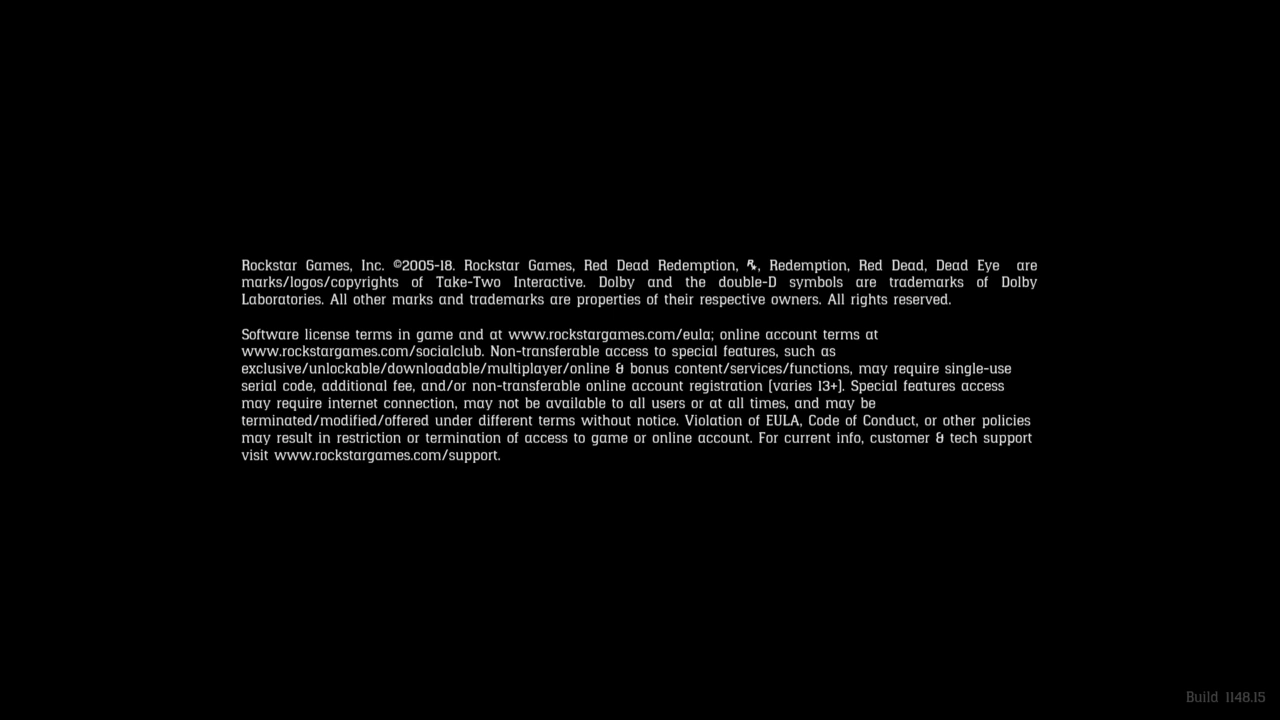 Rockstar Games, Inc. ©2005-18. Rockstar Games, Red Dead Redemption, R*, Redemption, Red Dead, Dead Eye are
marks/logos/copyrights of Take-Two Interactive. Dolby and the double-D symbols are trademarks of Dolby
Laboratories. All other marks and trademarks are properties of their respective owners. All rights reserved.
Software license terms in game and at www.rockstargames.com/eula; online account terms at
www.rockstargames.com/socialclub. Non-transferable access to special features, such as
exclusive/unlockable/downloadable/multiplayer/online & bonus content/services/functions, may require single-use
serial code, additional fee, and/or non-transferable online account registration (varies 13+). Special features access
may require internet connection, may not be available to all users or at all times, and may be
terminated/modified/offered under different terms without notice. Violation of EULA, Code of Conduct, or other policies
may result in restriction or termination of access to game or online account. For current info, customer & tech support
visit www.rockstargames.com/support.
Build 1148.15